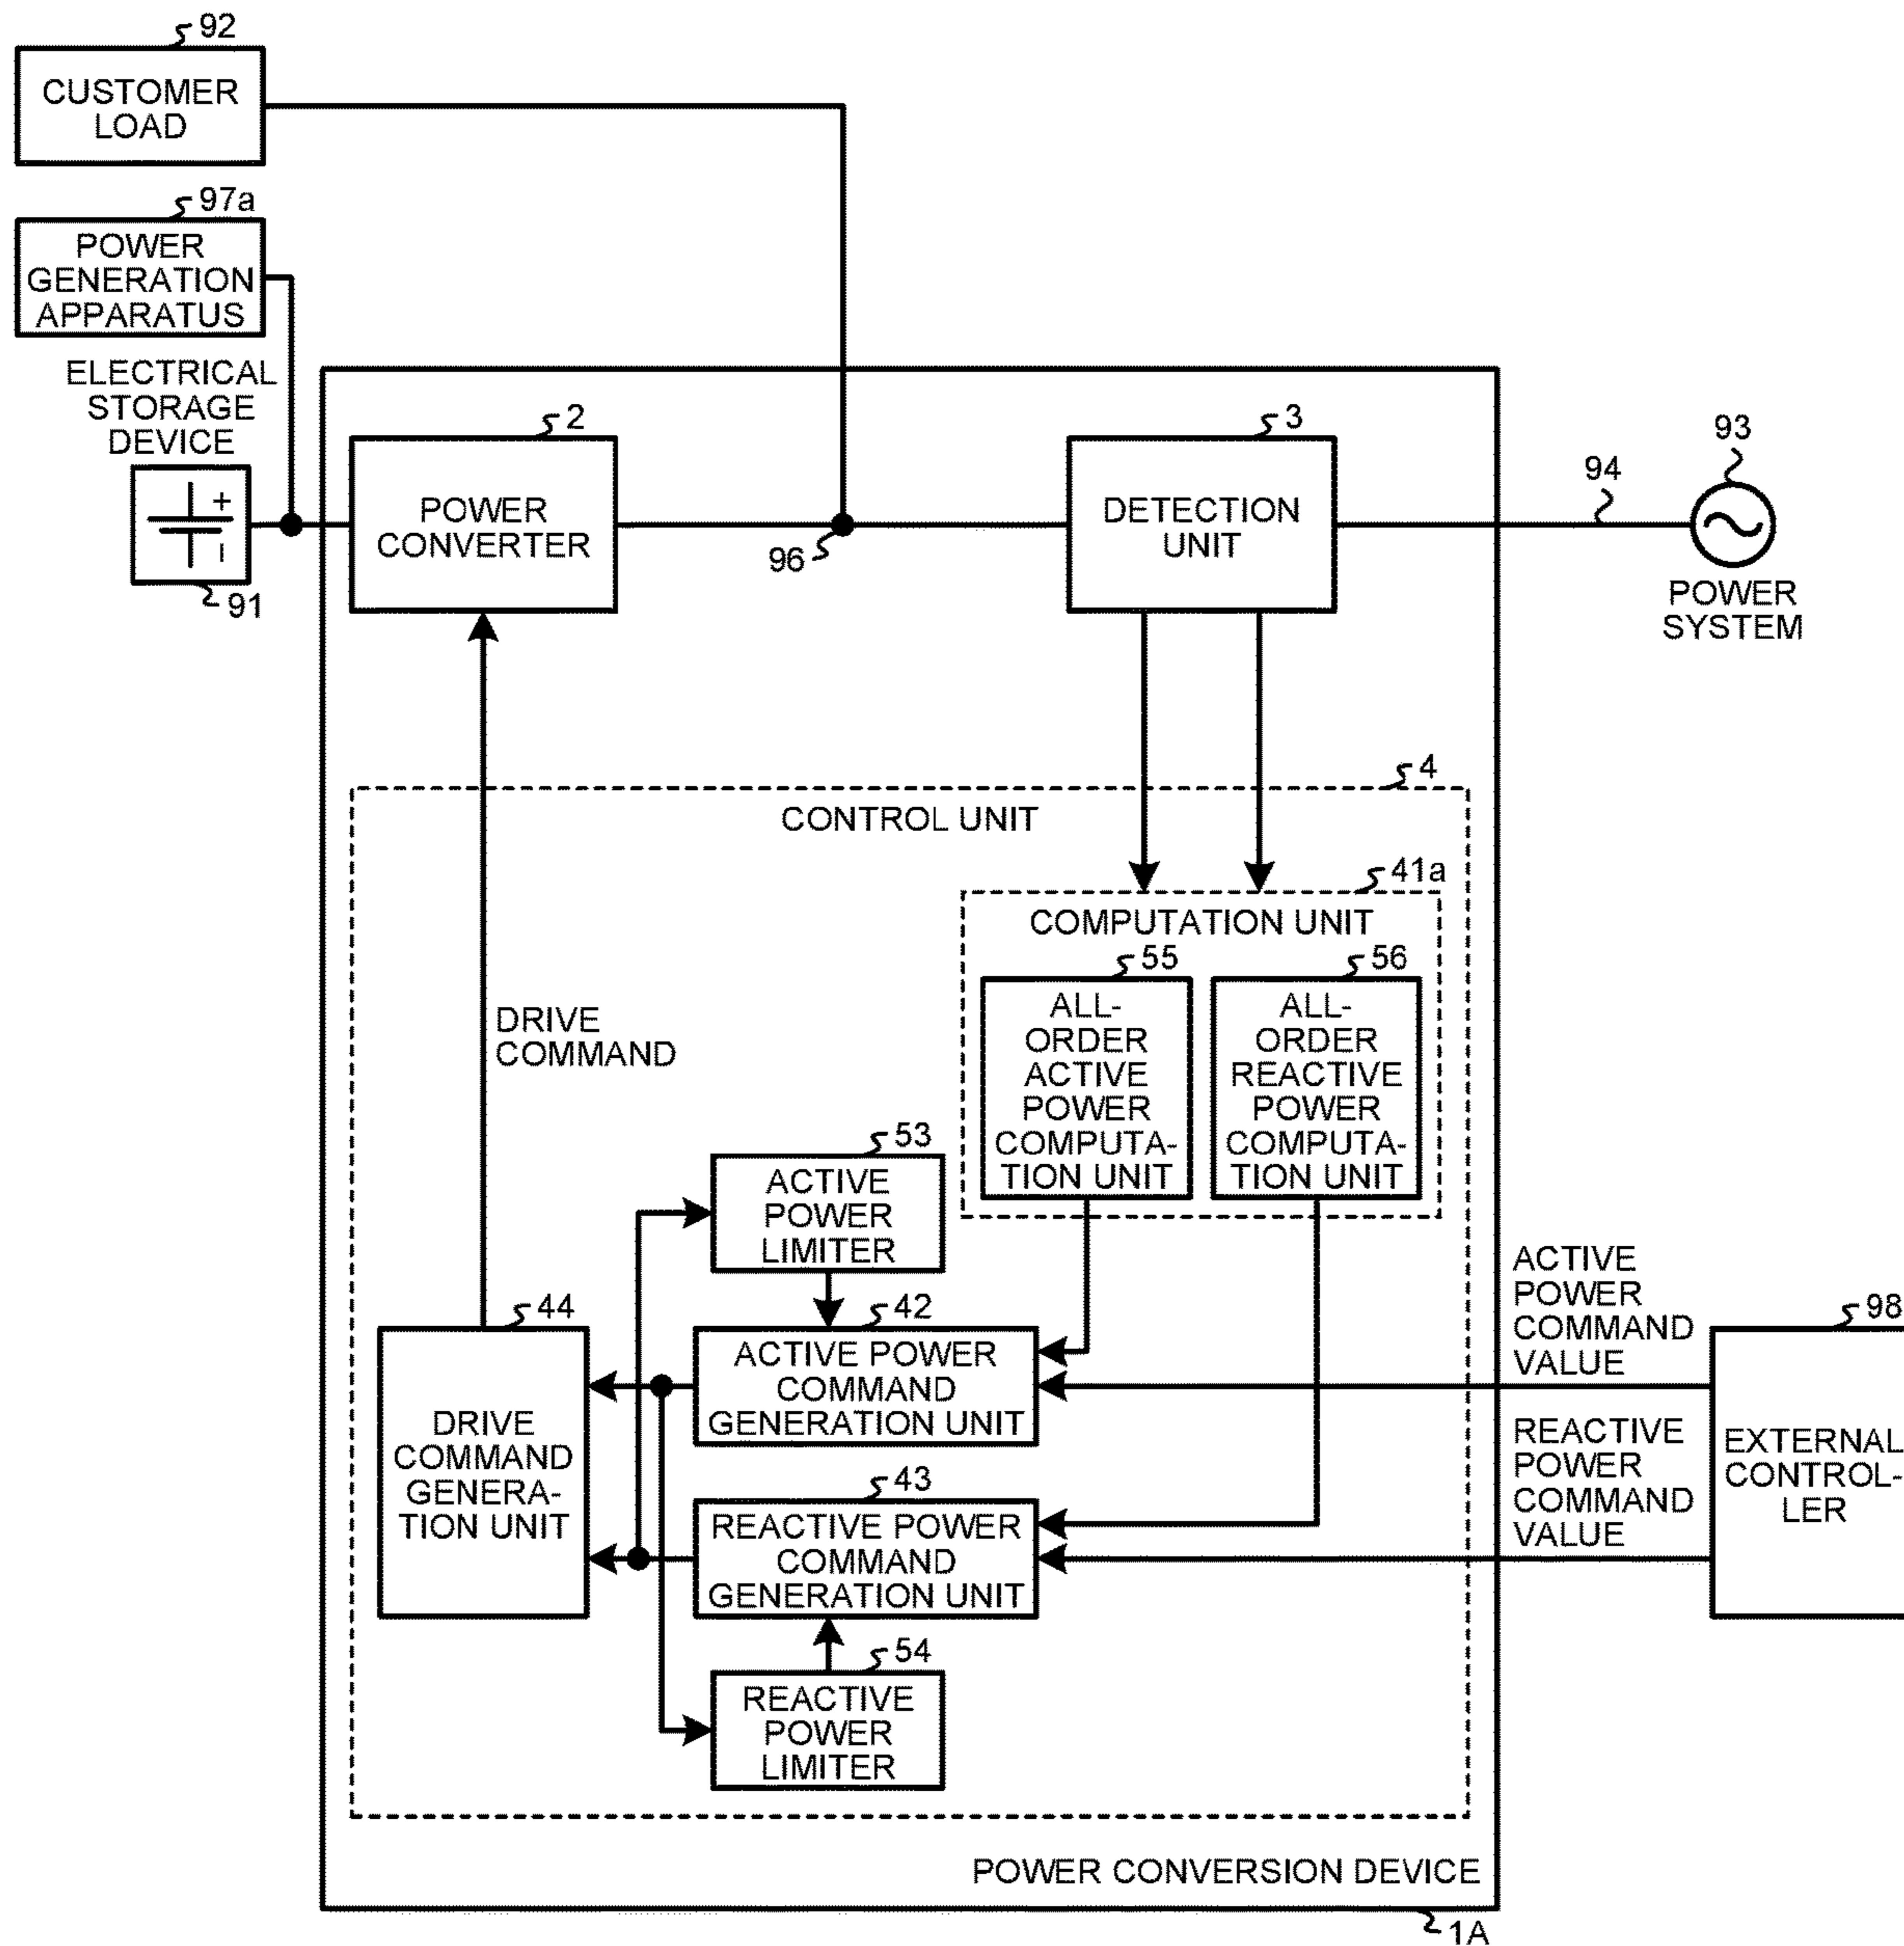 92
CUSTOMER
LOAD
97a
POWER
GENERATION
APPARATUS
ELECTRICAL
STORAGE
DEVICE
+
−
91
2
POWER
CONVERTER
96
3
DETECTION
UNIT
94
93
POWER
SYSTEM
4
CONTROL UNIT
41a
COMPUTATION UNIT
55
ALL-
ORDER
ACTIVE
POWER
COMPUTA-
TION UNIT
56
ALL-
ORDER
REACTIVE
POWER
COMPUTA-
TION UNIT
DRIVE
COMMAND
53
ACTIVE
POWER
LIMITER
44
DRIVE
COMMAND
GENERA-
TION UNIT
42
ACTIVE POWER
COMMAND
GENERATION UNIT
43
REACTIVE POWER
COMMAND
GENERATION UNIT
54
REACTIVE
POWER
LIMITER
ACTIVE
POWER
COMMAND
VALUE
REACTIVE
POWER
COMMAND
VALUE
98
EXTERNAL
CONTROL-
LER
POWER CONVERSION DEVICE
1A